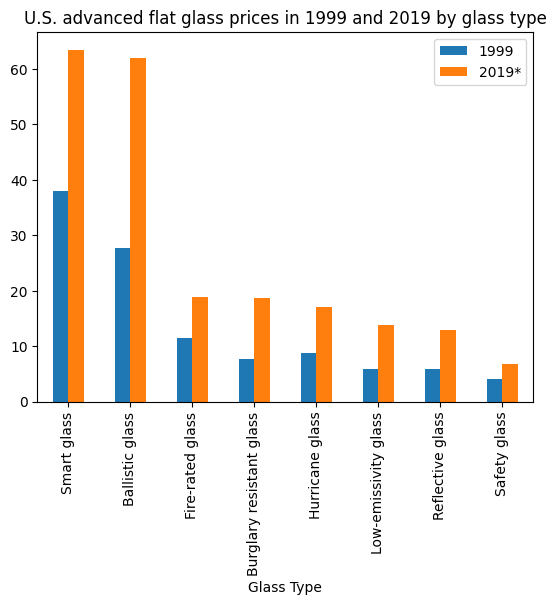 U.S. advanced flat glass prices in 1999 and 2019 by glass type
1999
2019*
60
50
40
30
20
10
0
Smart glass
Ballistic glass
Fire-rated glass
Burglary resistant glass
Hurricane glass
Low-emissivity glass
Reflective glass
Safety glass
Glass Type